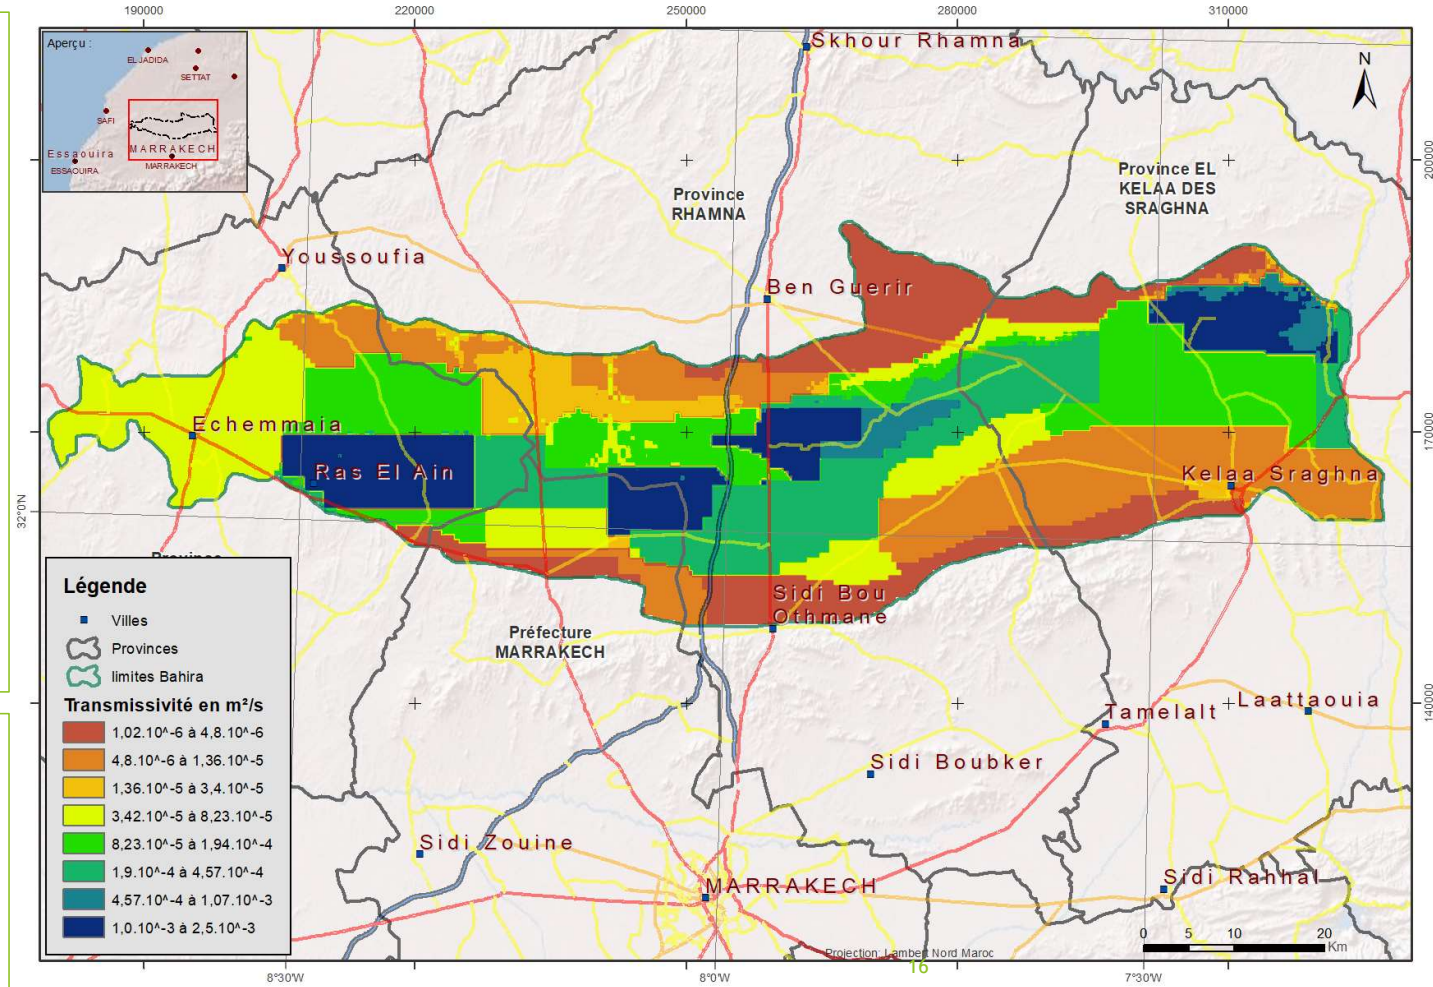 190000
220000
250000
280000
310000
Aperçu :
EL JADIDA
SETTAT
SAFI
Essaouira
ESSAOUIRA
MARRAKECH
MARRAKECH
Skhour Rhamna
N
200000
Province
RHAMNA
Province EL
KELAA DES
SRAGHNA
Youssoufia
Ben Guerir
170000
Echemmaia
Ras El Ain
Kelaa Sraghna
32°0'N
Province
Sidi Bou
Othmane
Préfecture
MARRAKECH
140000
Tamelalt
Laattaouia
Sidi Boubker
Sidi Zouine
MARRAKECH
Sidi Rahhal
Légende
Villes
Provinces
limites Bahira
Transmissivité en m²/s
1,02.10^-6 à 4,8.10^-6
4,8.10^-6 à 1,36.10^-5
1,36.10^-5 à 3,4.10^-5
3,42.10^-5 à 8,23.10^-5
8,23.10^-5 à 1,94.10^-4
1,9.10^-4 à 4,57.10^-4
4,57.10^-4 à 1,07.10^-3
1,0.10^-3 à 2,5.10^-3
0 5 10 20
Km
Projection: Lambert Nord Maroc
16
8°30'W
8°0'W
7°30'W